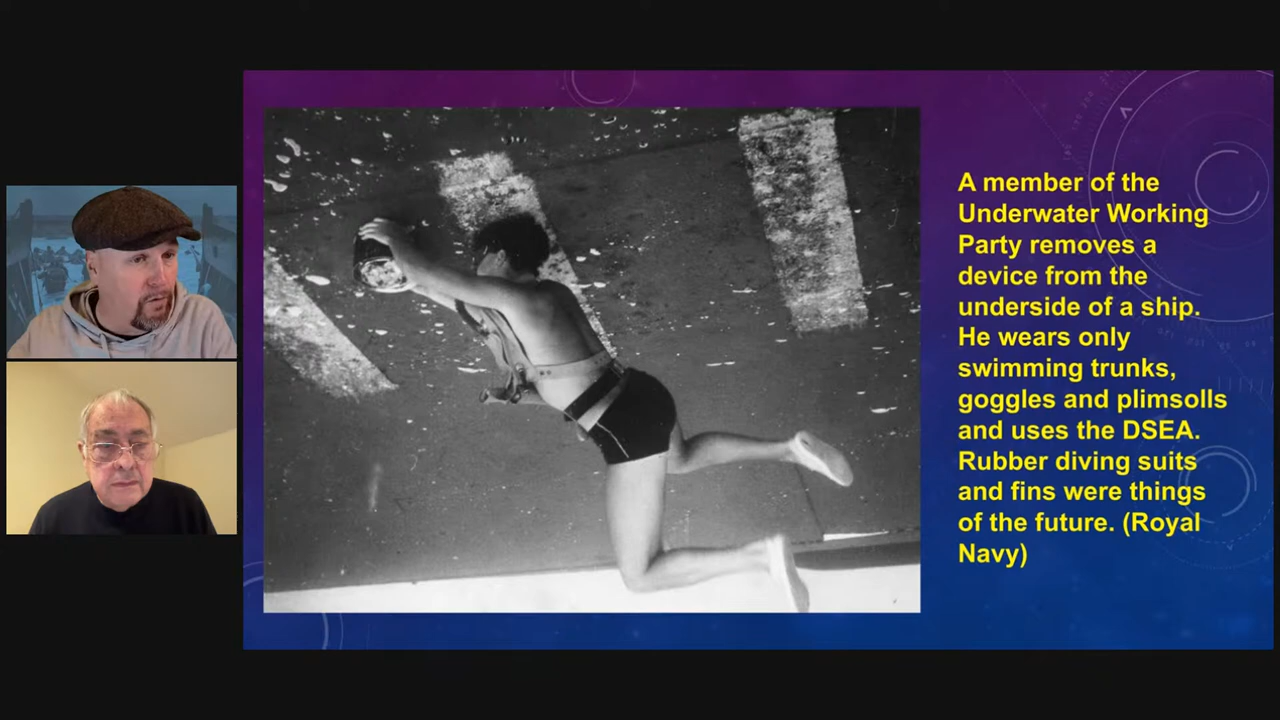 A member of the
Underwater Working
Party removes a
device from the
underside of a ship.
He wears only
swimming trunks,
goggles and plimsolls
and uses the DSEA.
Rubber diving suits
and fins were things
of the future. (Royal
Navy)